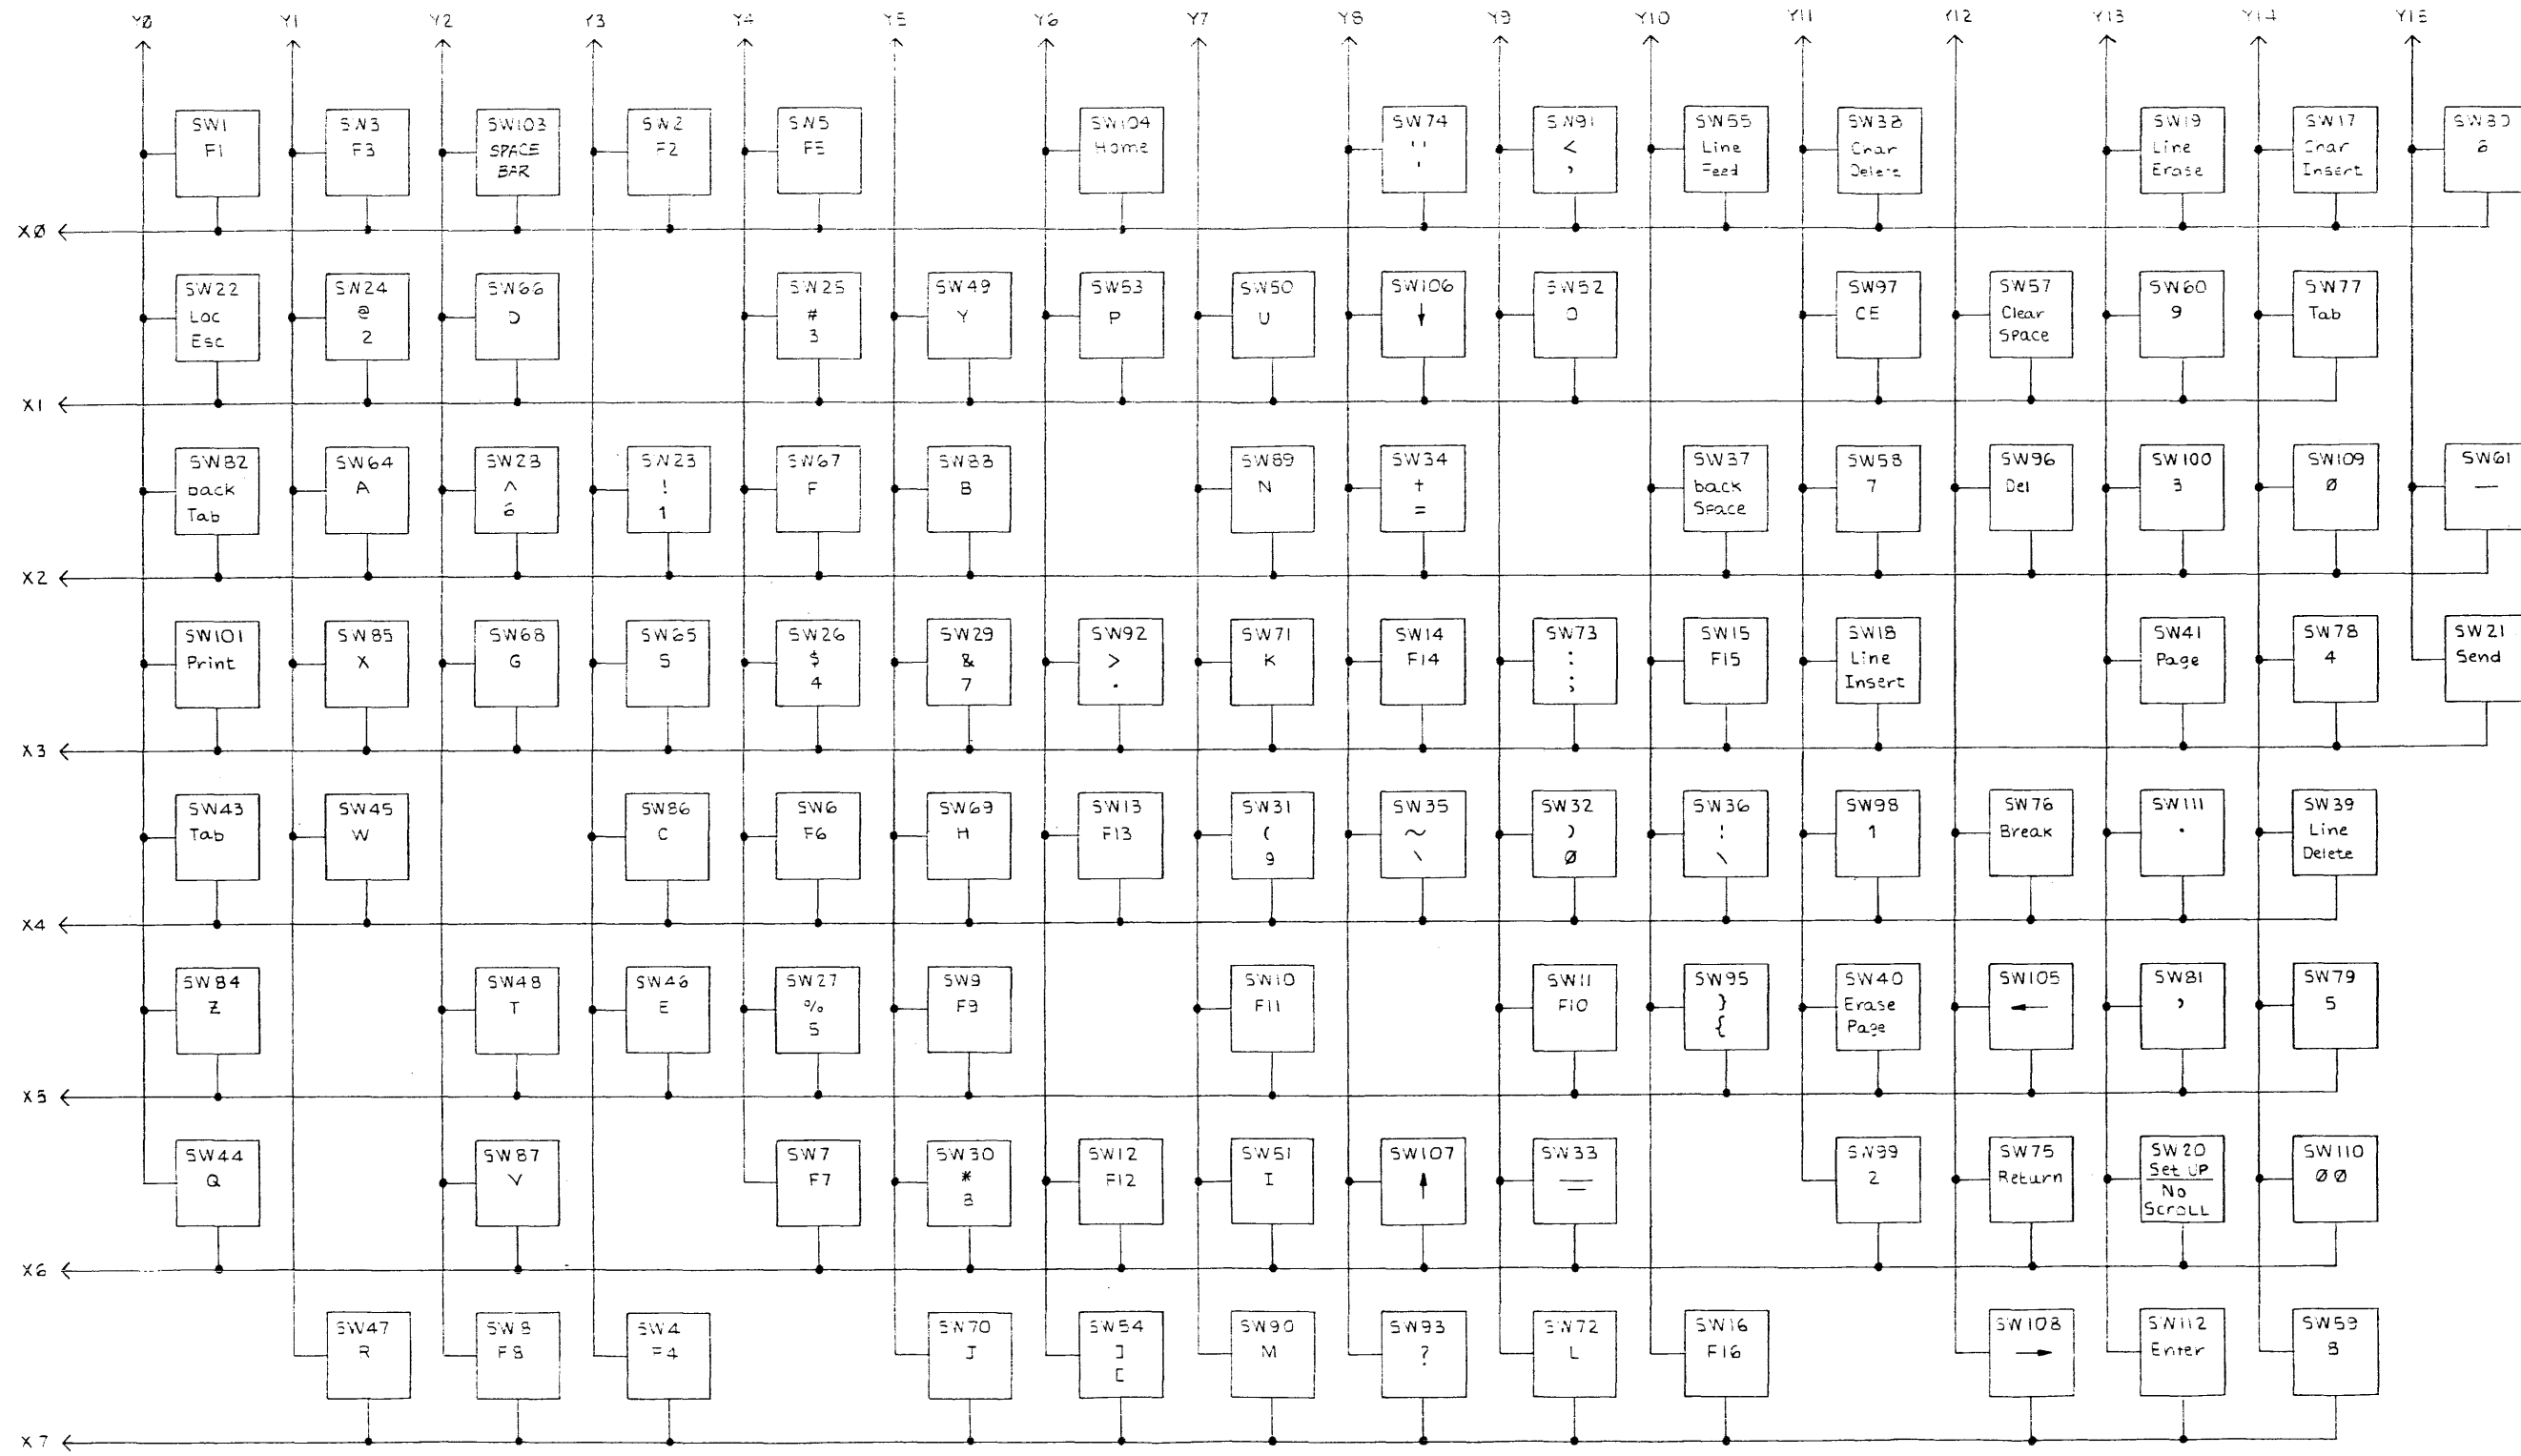 YØ Y1 Y2 Y3 Y4 Y5 Y6 Y7 Y8 Y9 Y10 Y11 Y12 Y13 Y14 Y15
SW1 SW3 SW103 SW2 SW5 SW104 SW74 SW91 SW55 SW38 SW19 SW17 SW80
F1 F3 SPACE F2 F5 Home " < Line Char Line Char 6
BAR ' , Feed Delete Erase Insert
XØ
SW22 SW24 SW66 SW25 SW49 SW53 SW50 SW106 SW52 SW97 SW57 SW60 SW77
Loc @ D # Y P U ↓ O CE Clear 9 Tab
Esc 2 3 Space
X1
SW82 SW64 SW28 SW23 SW67 SW88 SW89 SW34 SW37 SW58 SW96 SW100 SW109 SW61
back A ^ ! F B N + back 7 Del 3 Ø —
Tab 6 1 = Space
X2
SW101 SW85 SW68 SW65 SW26 SW29 SW92 SW71 SW14 SW73 SW15 SW18 SW41 SW78 SW21
Print X G S $ & > K F14 : F15 Line Page 4 Send
4 7 . ; Insert
X3
SW43 SW45 SW86 SW6 SW69 SW13 SW31 SW35 SW32 SW36 SW98 SW76 SW111 SW39
Tab W C F6 H F13 ( ~ ) ¦ 1 Break . Line
9 \ Ø \ Delete
X4
SW84 SW48 SW46 SW27 SW9 SW10 SW11 SW95 SW40 SW105 SW81 SW79
Z T E % F9 F11 F10 } Erase ← , 5
5 { Page
X5
SW44 SW87 SW7 SW30 SW12 SW51 SW107 SW33 SW99 SW75 SW20 SW110
Q V F7 * F12 I ↑ — 2 Return Set UP ØØ
8 – No
Scroll
X6
SW47 SW8 SW4 SW70 SW54 SW90 SW93 SW72 SW16 SW108 SW112 SW59
R F8 F4 J ] M ? L F16 → Enter 8
[
X7